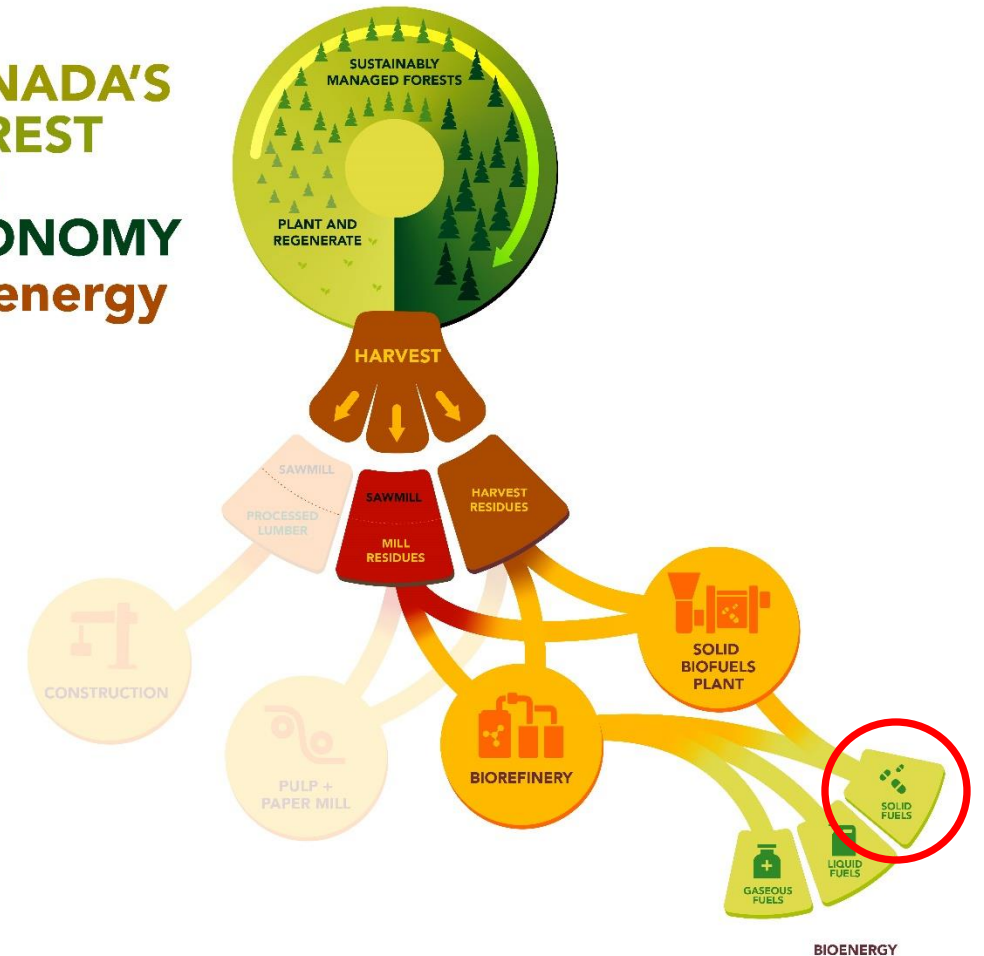 NADA'S
REST
ONOMY
energy
SUSTAINABLY
MANAGED FORESTS
PLANT AND
REGENERATE
HARVEST
SAWMILL
PROCESSED
LUMBER
SAWMILL
MILL
RESIDUES
HARVEST
RESIDUES
CONSTRUCTION
PULP +
PAPER MILL
BIOREFINERY
SOLID
BIOFUELS
PLANT
SOLID
FUELS
LIQUID
FUELS
GASEOUS
FUELS
BIOENERGY